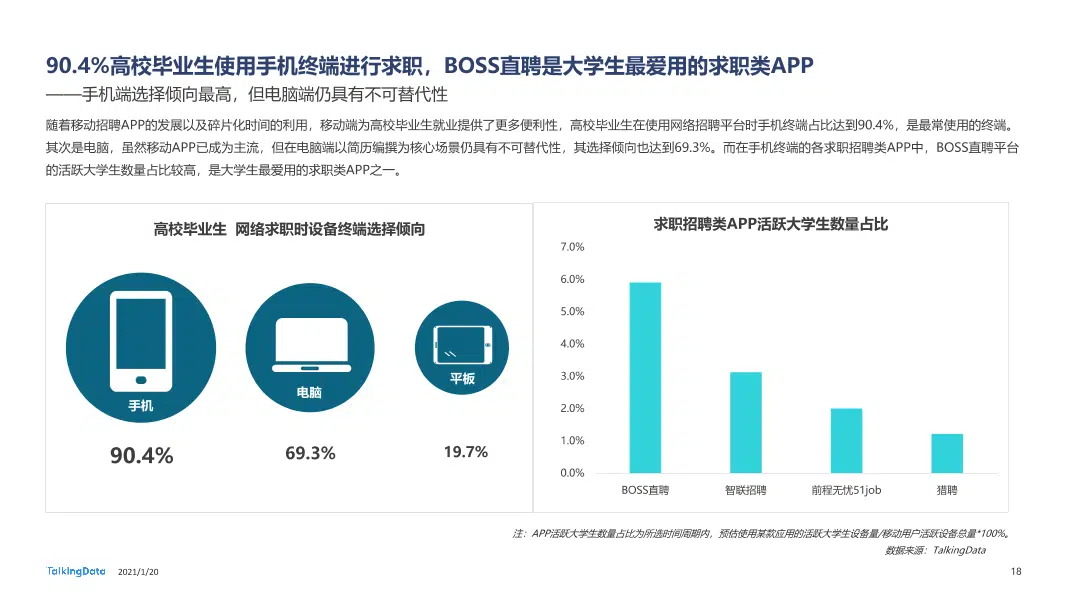 90.4%高校毕业生使用手机终端进行求职，BOSS直聘是大学生最爱用的求职类APP
——手机端选择倾向最高，但电脑端仍具有不可替代性
随着移动招聘APP的发展以及碎片化时间的利用，移动端为高校毕业生就业提供了更多便利性，高校毕业生在使用网络招聘平台时手机终端占比达到90.4%，是最常使用的终端。
其次是电脑，虽然移动APP已成为主流，但在电脑端以简历编撰为核心场景仍具有不可替代性，其选择倾向也达到69.3%。而在手机终端的各求职招聘类APP中，BOSS直聘平台
的活跃大学生数量占比较高，是大学生最爱用的求职类APP之一。
高校毕业生 网络求职时设备终端选择倾向
手机
电脑
平板
90.4%
69.3%
19.7%
求职招聘类APP活跃大学生数量占比
7.0%
6.0%
5.0%
4.0%
3.0%
2.0%
1.0%
0.0%
BOSS直聘
智联招聘
前程无忧51job
猎聘
注：APP活跃大学生数量占比为所选时间周期内，预估使用某款应用的活跃大学生设备量/移动用户活跃设备总量*100%。
数据来源：TalkingData
TalkingData 2021/1/20
18